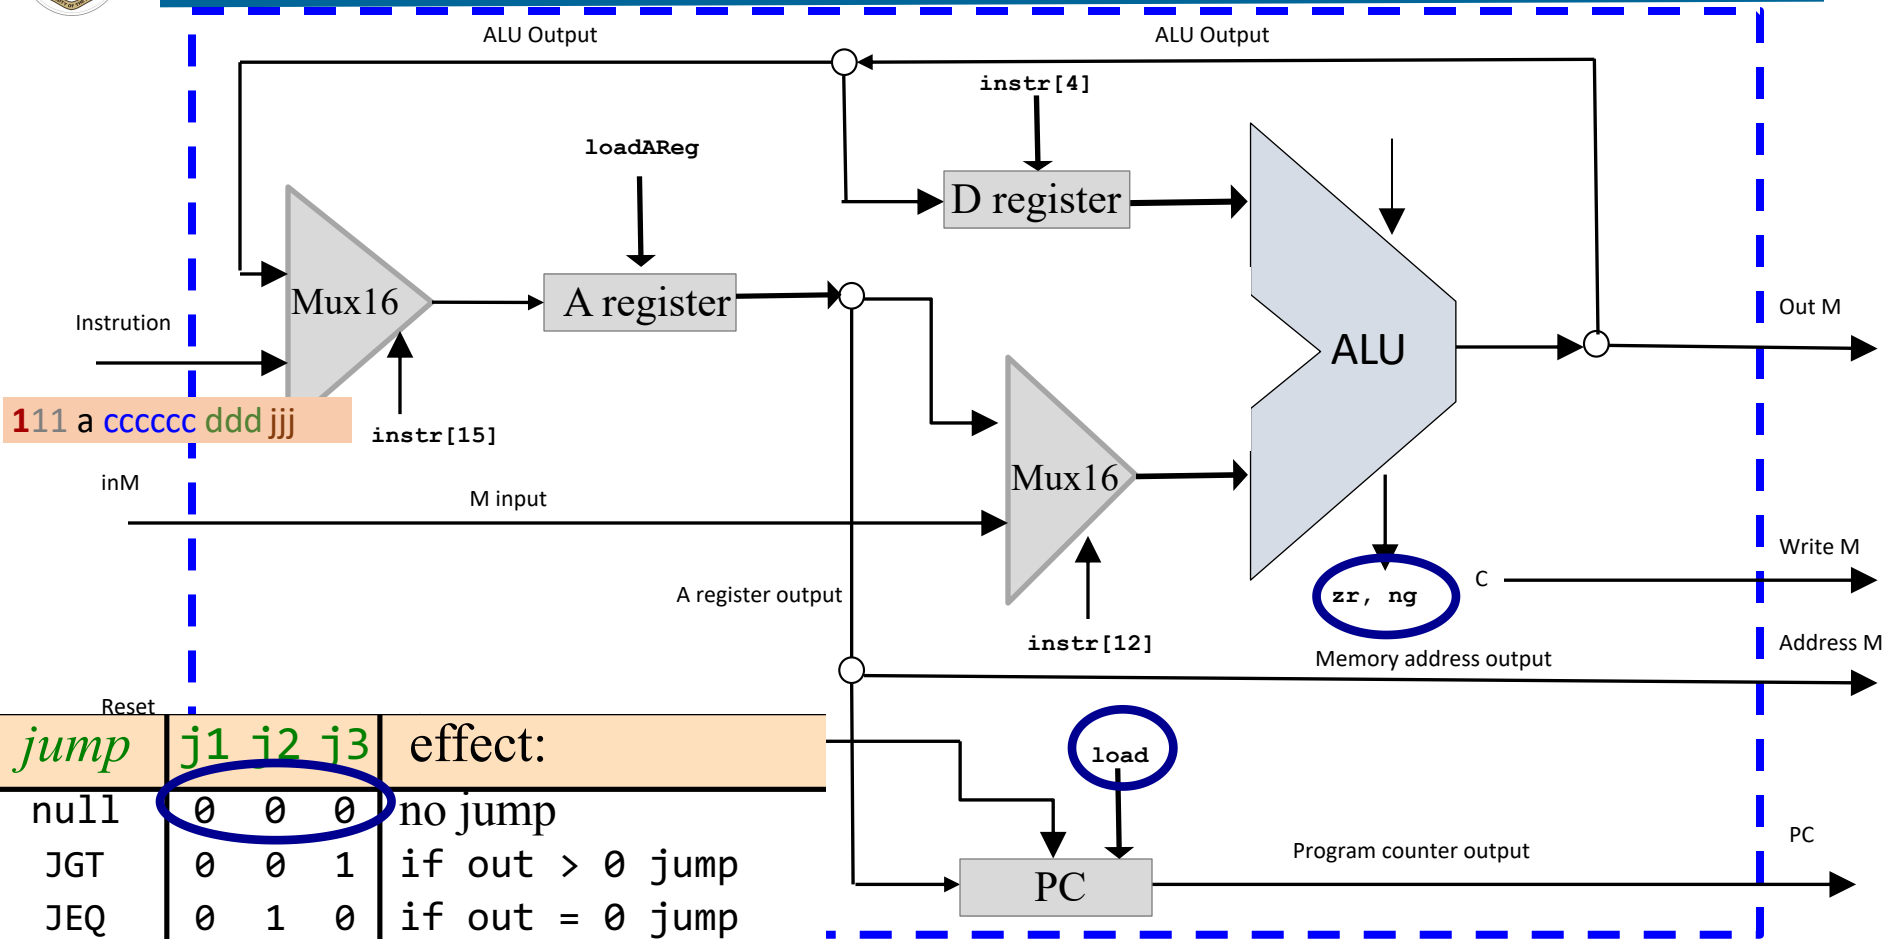 ALU Output
ALU Output
instr[4]
loadAReg
D register
Mux16
A register
Instrution
Out M
ALU
111 a cccccc ddd jjj
instr[15]
inM
M input
Mux16
Write M
C
zr, ng
A register output
instr[12]
Memory address output
Address M
Reset
jump j1 j2 j3 effect:
load
null 0 0 0 no jump
JGT 0 0 1 if out > 0 jump
JEQ 0 1 0 if out = 0 jump
Program counter output
PC
PC